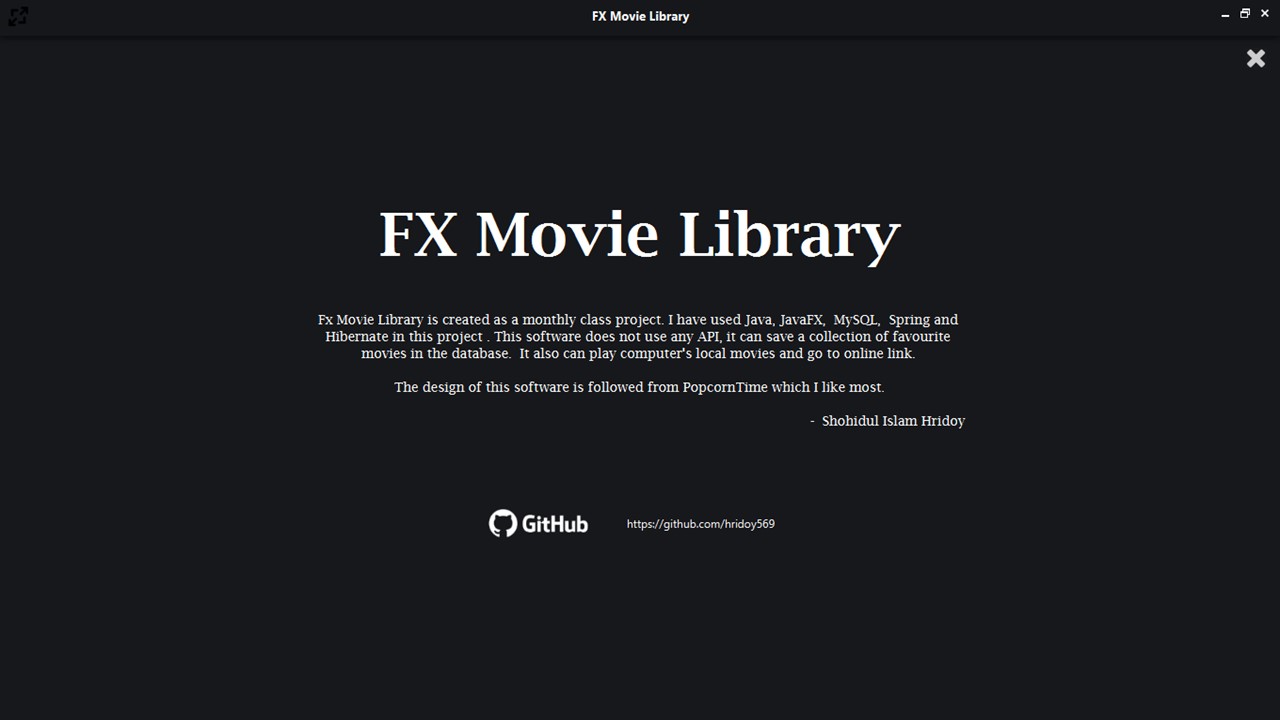 FX Movie Library
FX Movie Library
Fx Movie Library is created as a monthly class project. I have used Java, JavaFX,  MySQL,  Spring and
Hibernate in this project . This software does not use any API, it can save a collection of favourite
movies in the database.  It also can play computer's local movies and go to online link.
The design of this software is followed from PopcornTime which I like most.
-  Shohidul Islam Hridoy
GitHub https://github.com/hridoy569